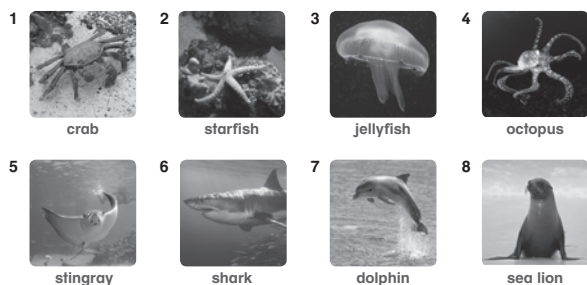 1 2 3 4
crab starfish jellyfish octopus
5 6 7 8
stingray shark dolphin sea lion